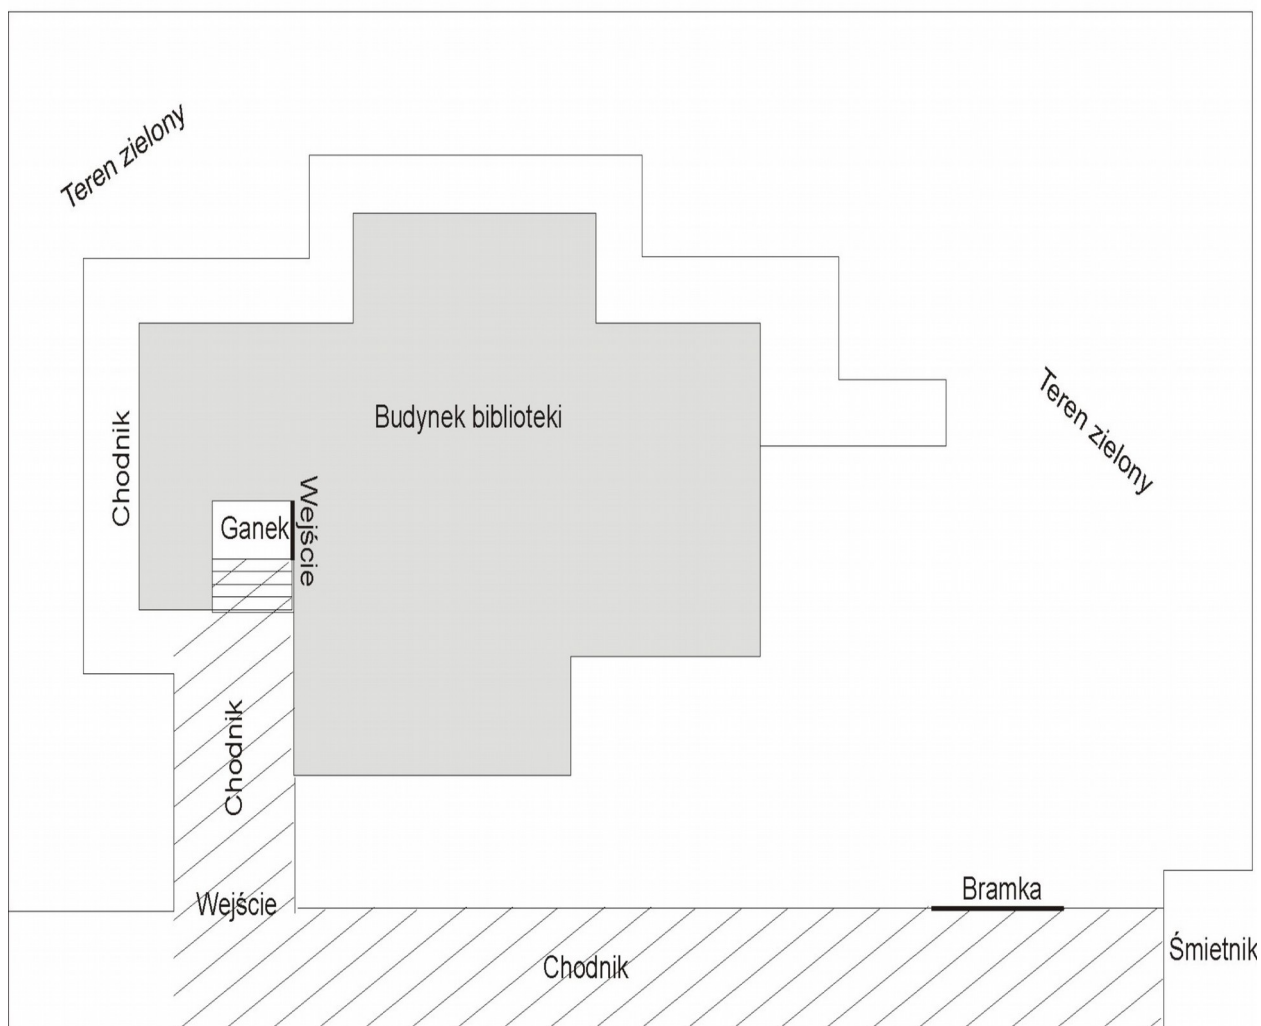 Teren zielony
Teren zielony
Budynek biblioteki
Chodnik
Wejście
Ganek
Chodnik
Wejście
Bramka
Śmietnik
Chodnik